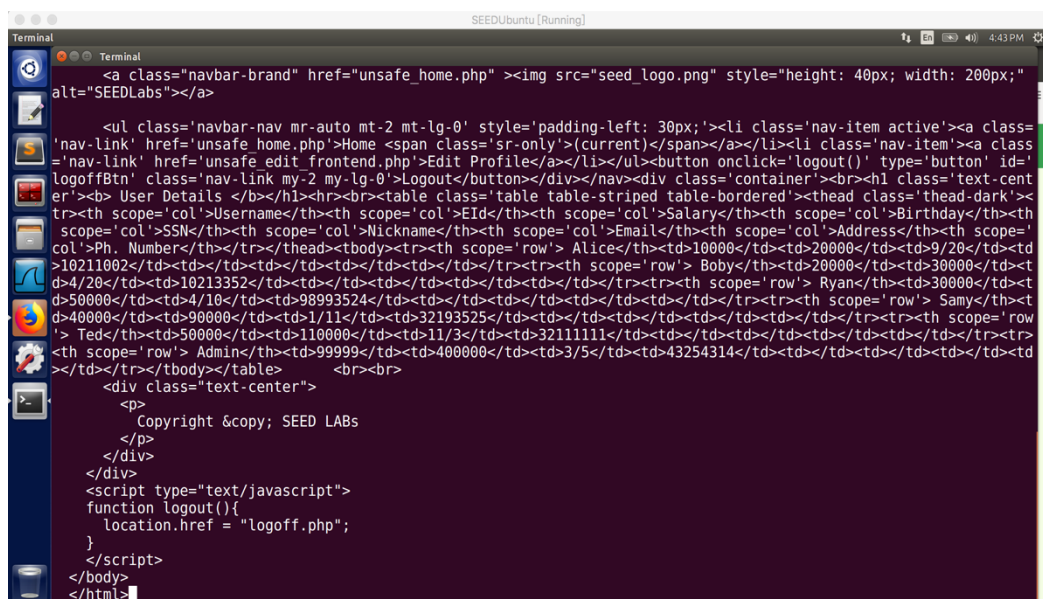 SEEDUbuntu [Running]
Terminal
En
4:43 PM
Terminal
<a class="navbar-brand" href="unsafe_home.php" ><img src="seed_logo.png" style="height: 40px; width: 200px;"
alt="SEEDLabs"></a>
<ul class='navbar-nav mr-auto mt-2 mt-lg-0' style='padding-left: 30px;'><li class='nav-item active'><a class=
'nav-link' href='unsafe_home.php'>Home <span class='sr-only'>(current)</span></a></li><li class='nav-item'><a class
='nav-link' href='unsafe_edit_frontend.php'>Edit Profile</a></li></ul><button onclick='logout()' type='button' id='
logoffBtn' class='nav-link my-2 my-lg-0'>Logout</button></div></nav><div class='container'><br><h1 class='text-cent
er'><b> User Details </b></h1><hr><br><table class='table table-striped table-bordered'><thead class='thead-dark'><
tr><th scope='col'>Username</th><th scope='col'>EId</th><th scope='col'>Salary</th><th scope='col'>Birthday</th><th
scope='col'>SSN</th><th scope='col'>Nickname</th><th scope='col'>Email</th><th scope='col'>Address</th><th scope='
col'>Ph. Number</th></tr></thead><tbody><tr><th scope='row'> Alice</th><td>10000</td><td>20000</td><td>9/20</td><td
>10211002</td><td></td><td></td><td></td><td></td></tr><tr><th scope='row'> Boby</th><td>20000</td><td>30000</td><t
d>4/20</td><td>10213352</td><td></td><td></td><td></td><td></td></tr><tr><th scope='row'> Ryan</th><td>30000</td><t
d>50000</td><td>4/10</td><td>98993524</td><td></td><td></td><td></td><td></td></tr><tr><th scope='row'> Samy</th><t
d>40000</td><td>90000</td><td>1/11</td><td>32193525</td><td></td><td></td><td></td><td></td></tr><tr><th scope='row
'> Ted</th><td>50000</td><td>110000</td><td>11/3</td><td>32111111</td><td></td><td></td><td></td><td></td></tr><tr>
<th scope='row'> Admin</th><td>99999</td><td>400000</td><td>3/5</td><td>43254314</td><td></td><td></td><td></td><td
></td></tr></tbody></table>      <br><br>
<div class="text-center">
<p>
Copyright &copy; SEED LABs
</p>
</div>
</div>
<script type="text/javascript">
function logout(){
location.href = "logoff.php";
}
</script>
</body>
</html>